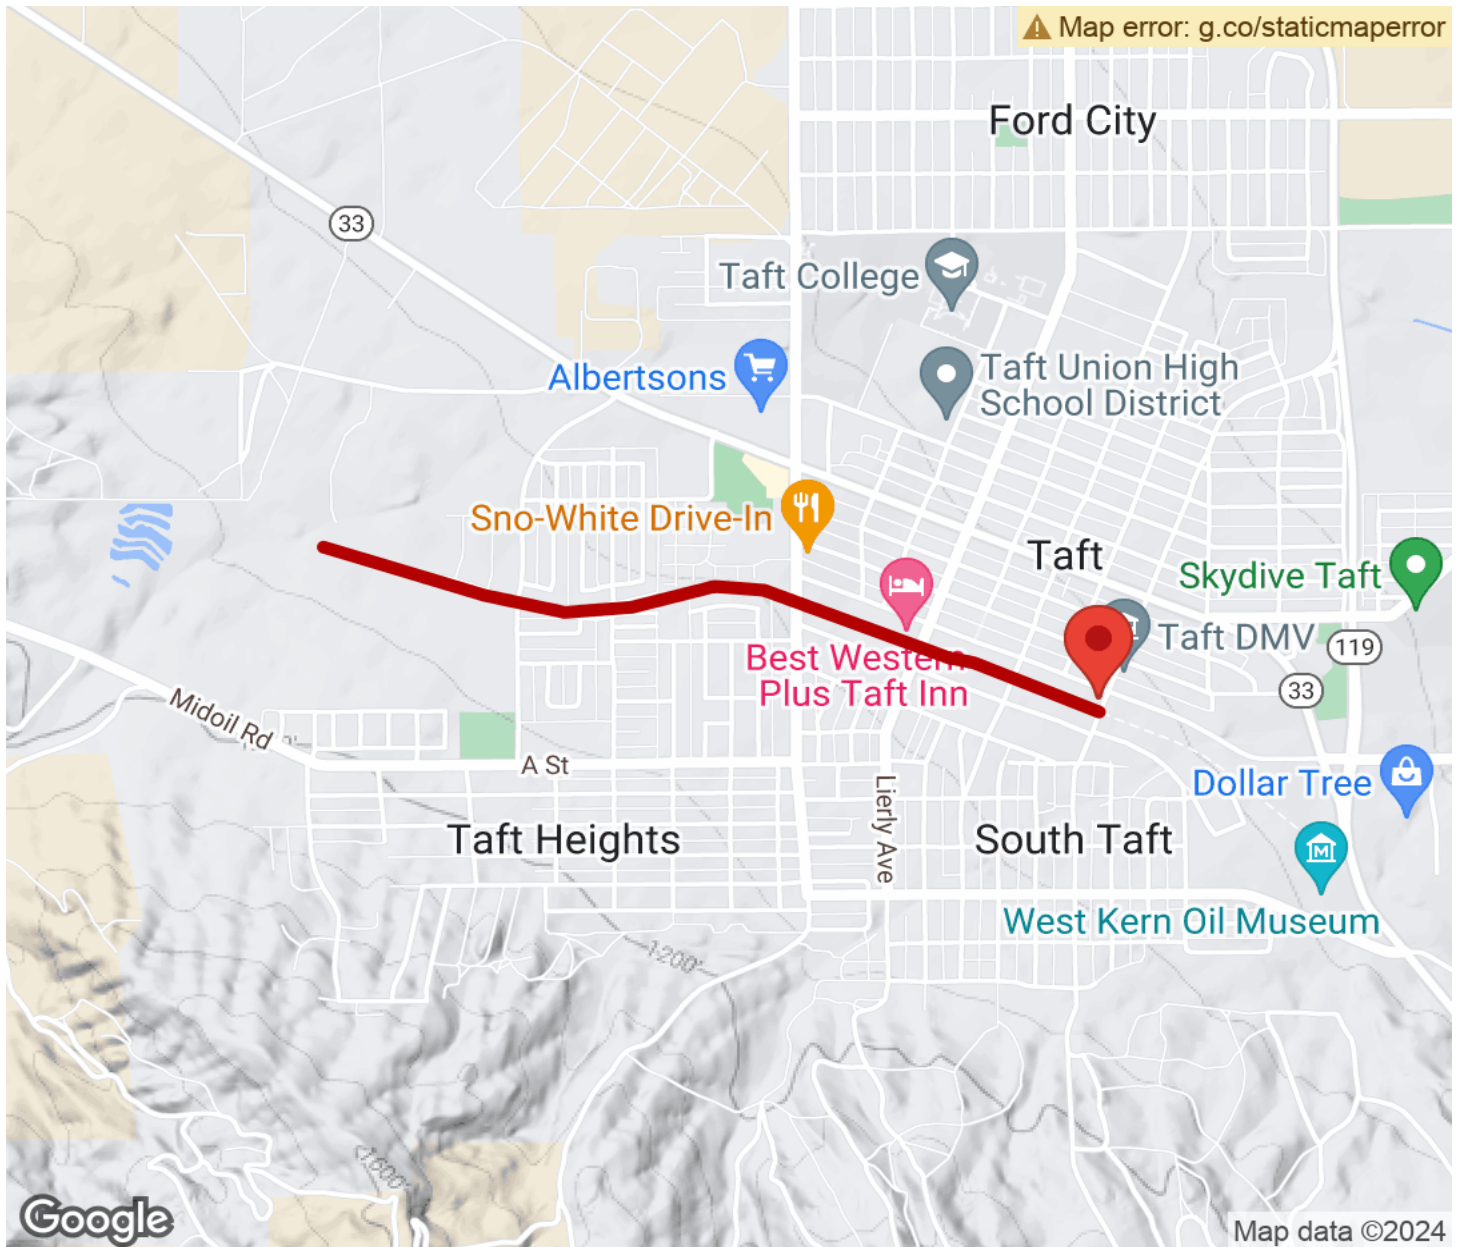 Map error: g.co/staticmaperror
Ford City
33
Taft College
Albertsons
Taft Union High
School District
Sno-White Drive-In
Taft
Skydive Taft
Taft DMV
119
Best Western
Plus Taft Inn
33
Midoil Rd
A St
Dollar Tree
Lierly Ave
Taft Heights
South Taft
West Kern Oil Museum
1200'
1600'
Google
Map data ©2024